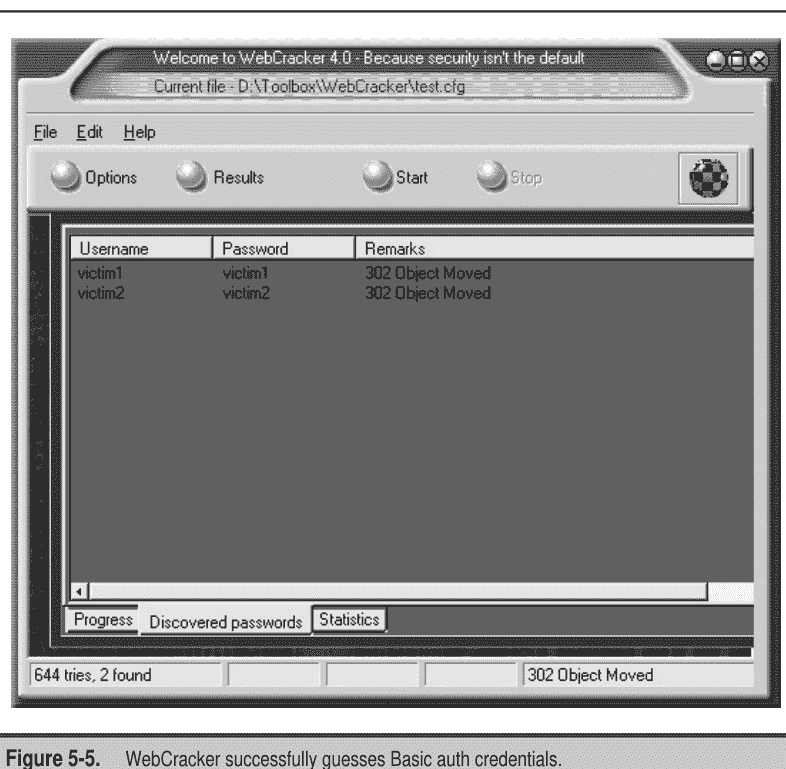 Welcome to WebCracker 4.0 - Because security isn't the default
Current file - D:\Toolbox\WebCracker\test.cfg
File Edit Help
Options Results Start Stop
Username Password Remarks
victim1 victim1 302 Object Moved
victim2 victim2 302 Object Moved
Progress Discovered passwords Statistics
644 tries, 2 found 302 Object Moved
Figure 5-5. WebCracker successfully guesses Basic auth credentials.